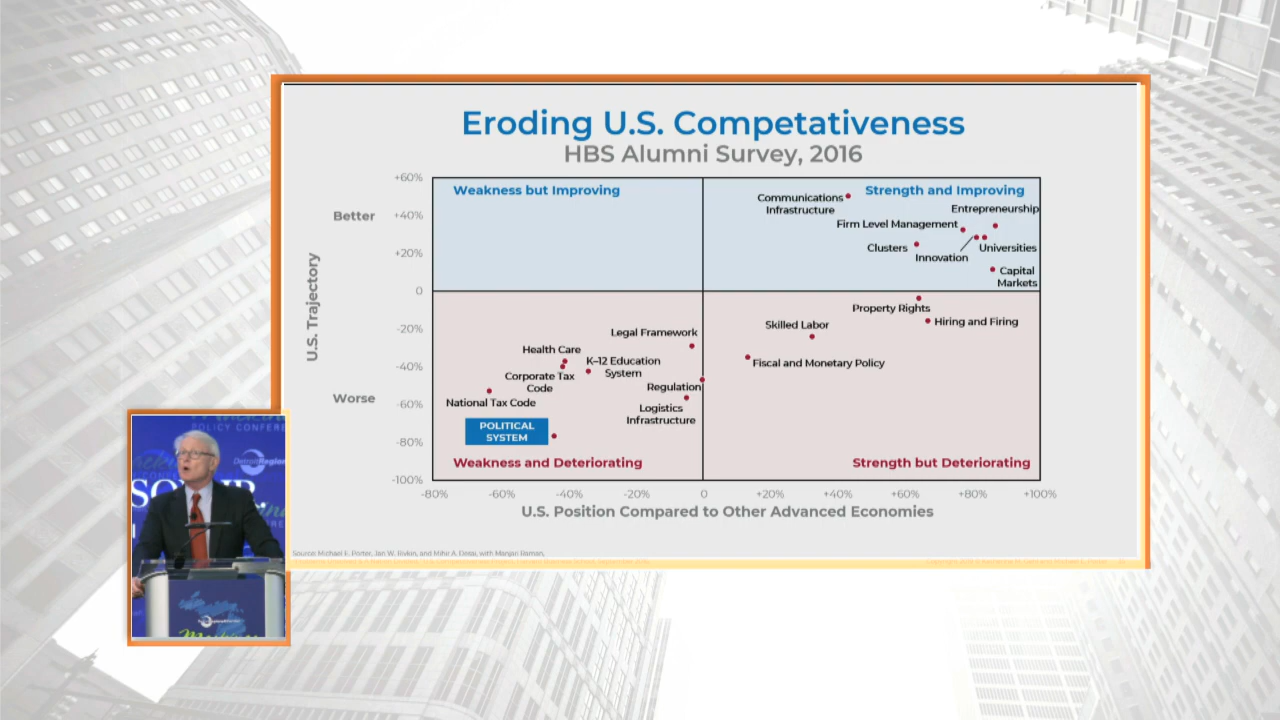 Eroding U.S. Competativeness
HBS Alumni Survey, 2016
+60%
+40%
+20%
0
-20%
-40%
-60%
-80%
-100%
Better
Worse
U.S. Trajectory
Weakness but Improving
Strength and Improving
Communications
Infrastructure
Entrepreneurship
Firm Level Management
Clusters
Innovation
Universities
Capital
Markets
Property Rights
Hiring and Firing
Skilled Labor
Fiscal and Monetary Policy
Legal Framework
Health Care
K–12 Education
System
Corporate Tax
Code
Regulation
National Tax Code
Logistics
Infrastructure
POLITICAL
SYSTEM
Weakness and Deteriorating
Strength but Deteriorating
-80%
-60%
-40%
-20%
0
+20%
+40%
+60%
+80%
+100%
U.S. Position Compared to Other Advanced Economies
Source: Michael E. Porter, Jan W. Rivkin, and Mihir A. Desai, with Manjari Raman,
POLICY CONFERE